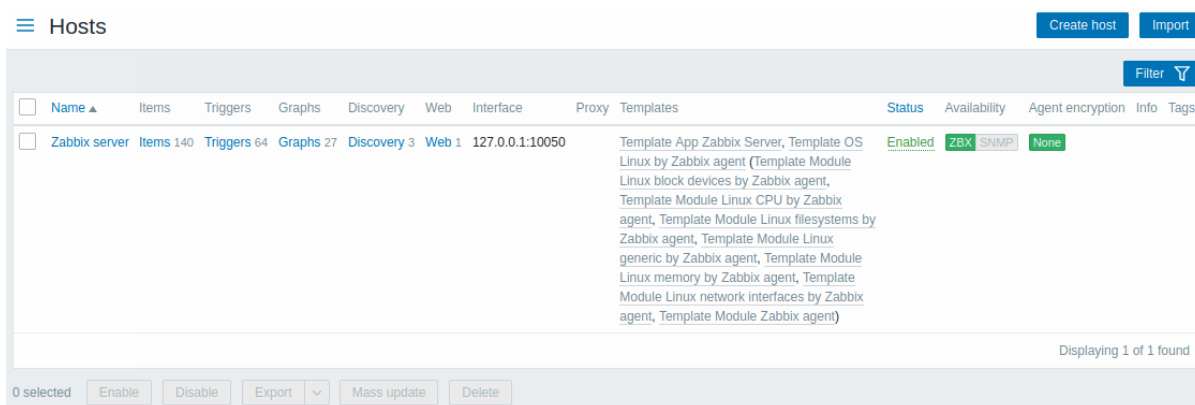 Hosts
Create host
Import
Filter
Name Items Triggers Graphs Discovery Web Interface Proxy Templates Status Availability Agent encryption Info Tags
Zabbix server Items 140 Triggers 64 Graphs 27 Discovery 3 Web 1 127.0.0.1:10050 Template App Zabbix Server, Template OS Enabled ZBX SNMP None
Linux by Zabbix agent (Template Module
Linux block devices by Zabbix agent,
Template Module Linux CPU by Zabbix
agent, Template Module Linux filesystems by
Zabbix agent, Template Module Linux
generic by Zabbix agent, Template Module
Linux memory by Zabbix agent, Template
Module Linux network interfaces by Zabbix
agent, Template Module Zabbix agent)
Displaying 1 of 1 found
0 selected Enable Disable Export Mass update Delete